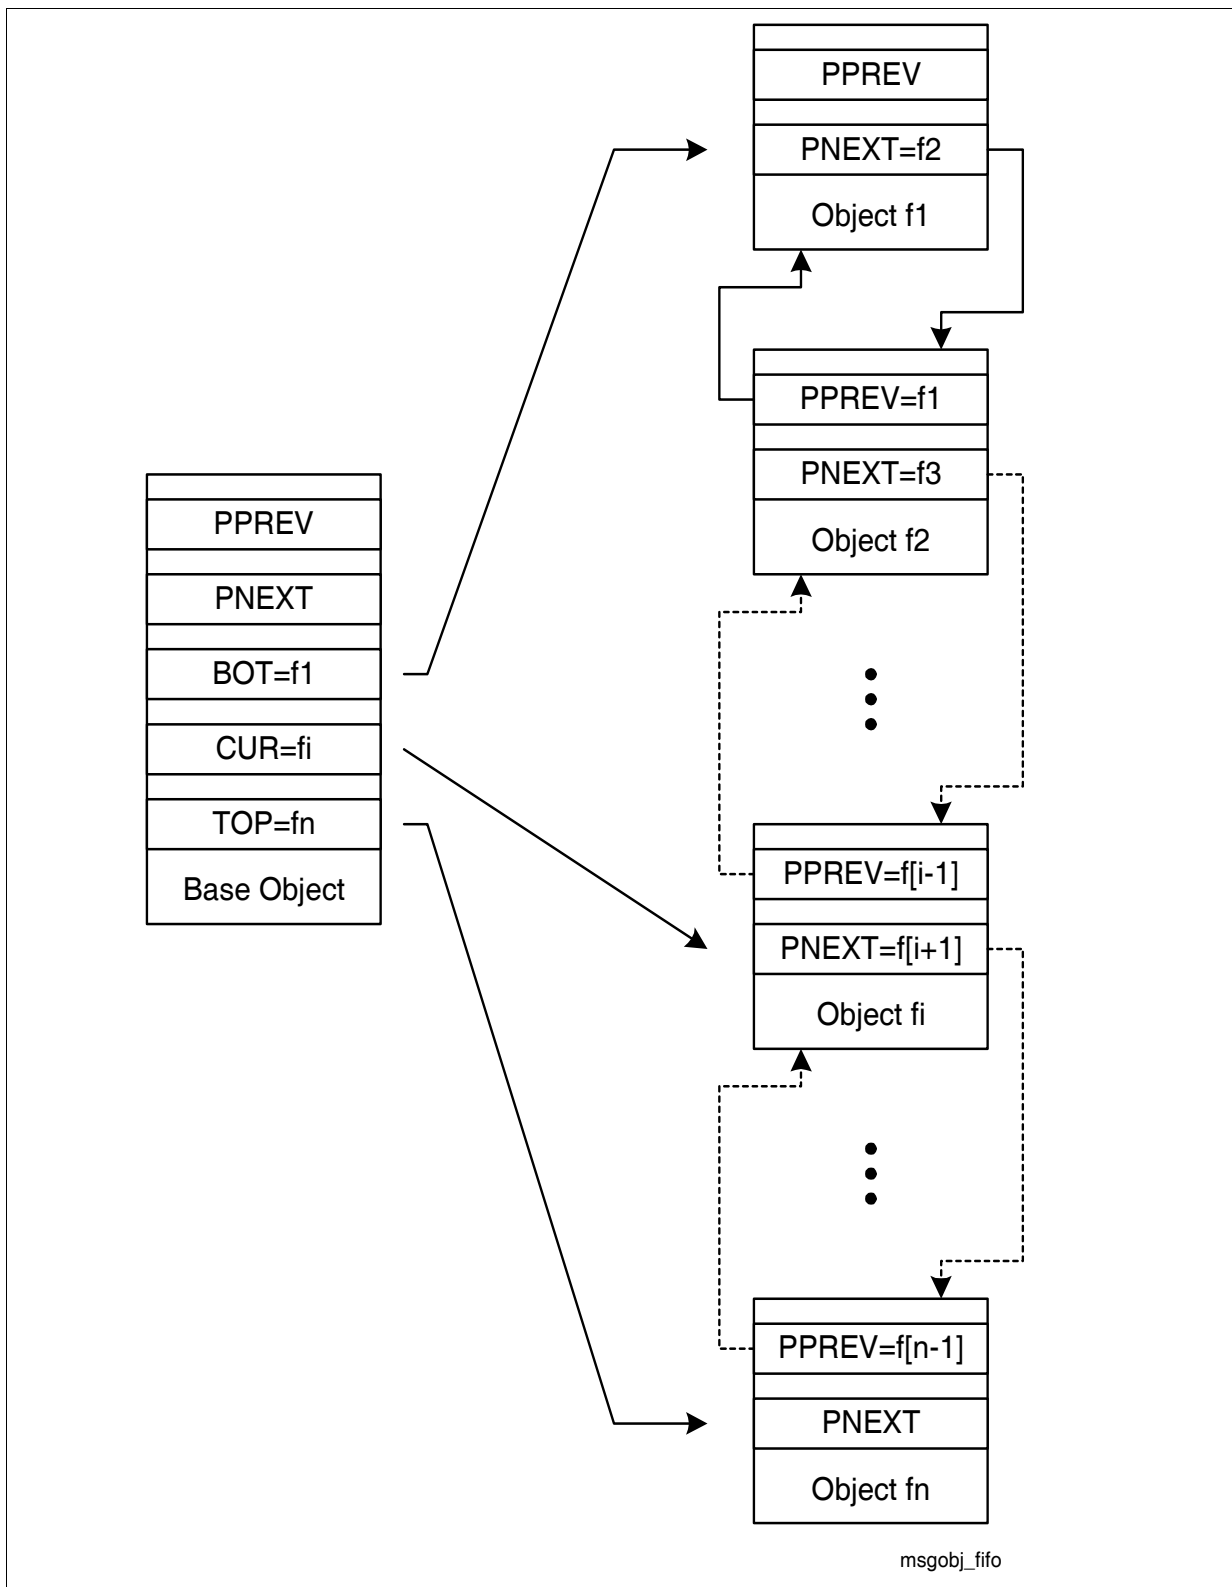 PPREV
PNEXT=f2
Object f1
PPREV=f1
PNEXT=f3
Object f2
PPREV
PNEXT
BOT=f1
CUR=fi
TOP=fn
Base Object
PPREV=f[i-1]
PNEXT=f[i+1]
Object fi
PPREV=f[n-1]
PNEXT
Object fn
msgobj_fifo